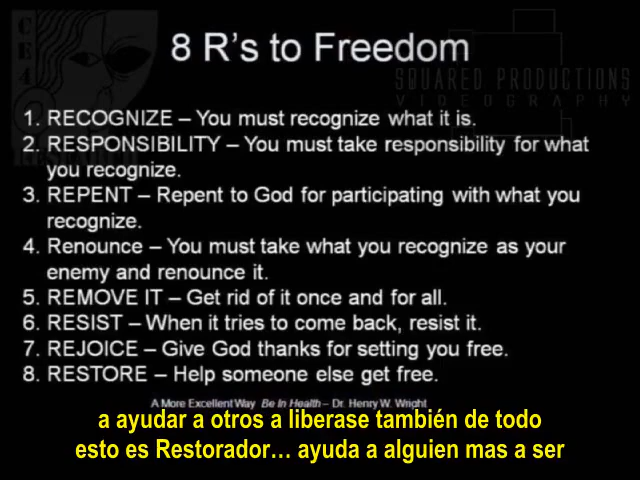 8 R's to Freedom
SQUARED PRODUCTIONS
VIDEOGRAPHY
1. RECOGNIZE – You must recognize what it is.
2. RESPONSIBILITY – You must take responsibility for what
you recognize.
3. REPENT – Repent to God for participating with what you
recognize.
4. Renounce – You must take what you recognize as your
enemy and renounce it.
5. REMOVE IT – Get rid of it once and for all.
6. RESIST – When it tries to come back, resist it.
7. REJOICE – Give God thanks for setting you free.
8. RESTORE – Help someone else get free.
A More Excellent Way Be In Health – Dr. Henry W. Wright
a ayudar a otros a liberase también de todo
esto es Restorador... ayuda a alguien mas a ser